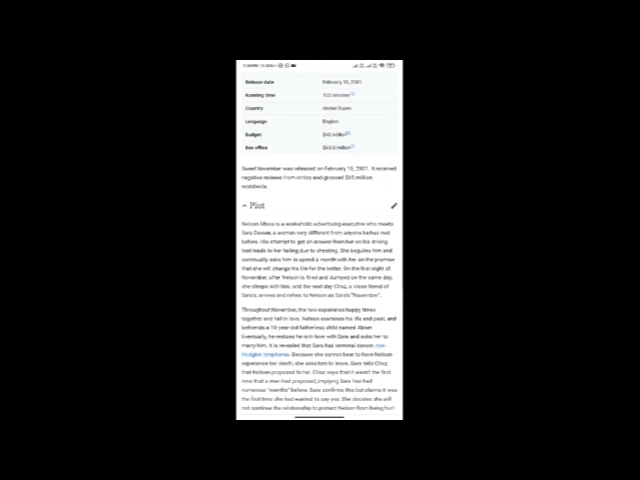 Release date February 16, 2001
Running time 120 minutes
Country United States
Language English
Budget $40 million
Box office $65.8 million
Sweet November was released on February 16, 2001. It received
negative reviews from critics and grossed $65 million
worldwide.
Plot
Nelson Moss is a workaholic advertising executive who meets
Sara Deever, a woman very different from anyone he has met
before. His attempt to get an answer from her on his driving
test leads to her failing due to cheating. She beguiles him and
continually asks him to spend a month with her on the promise
that she will change his life for the better. On the first night of
November, after Nelson is fired and dumped on the same day,
she sleeps with him, and the next day Chaz, a close friend of
Sara's, arrives and refers to Nelson as Sara's "November".
Throughout November, the two experience happy times
together and fall in love. Nelson examines his life and past, and
befriends a 10-year-old fatherless child named Abner.
Eventually, he realizes he is in love with Sara and asks her to
marry him. It is revealed that Sara has terminal cancer, non-
Hodgkin lymphoma. Because she cannot bear to have Nelson
experience her death, she asks him to leave. Sara tells Chaz
that Nelson proposed to her. Chaz says that it wasn't the first
time that a man had proposed, implying Sara has had
numerous "months" before. Sara confirms this but claims it was
the first time she had wanted to say yes. She decides she will
not continue the relationship to protect Nelson from being hurt